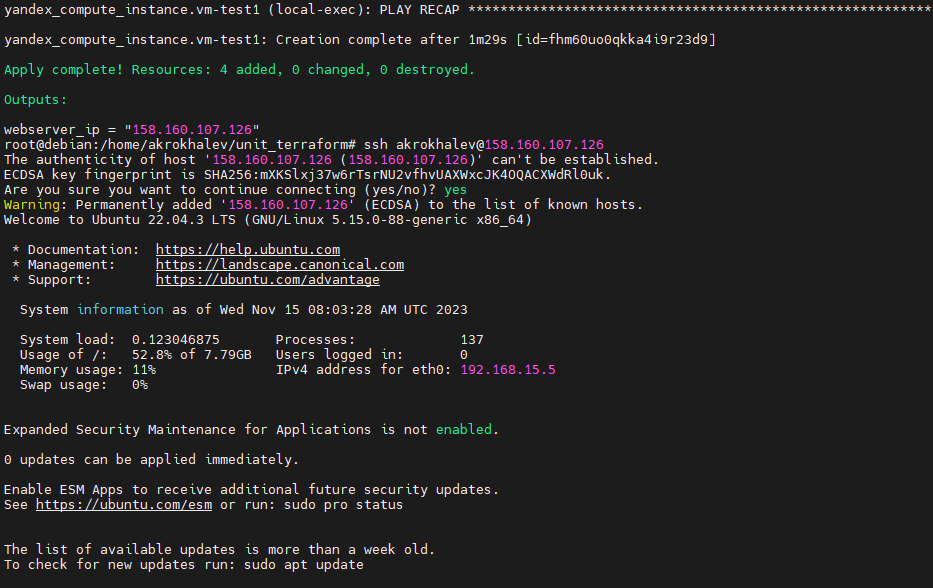 yandex_compute_instance.vm-test1 (local-exec): PLAY RECAP **********************************************************
yandex_compute_instance.vm-test1: Creation complete after 1m29s [id=fhm60uo0qkka4i9r23d9]
Apply complete! Resources: 4 added, 0 changed, 0 destroyed.
Outputs:
webserver_ip = "158.160.107.126"
root@debian:/home/akrokhalev/unit_terraform# ssh akrokhalev@158.160.107.126
The authenticity of host '158.160.107.126 (158.160.107.126)' can't be established.
ECDSA key fingerprint is SHA256:mXKSlxj37w6rTsrNU2vfhvUAXWxcJK4OQACXWdRl0uk.
Are you sure you want to continue connecting (yes/no)? yes
Warning: Permanently added '158.160.107.126' (ECDSA) to the list of known hosts.
Welcome to Ubuntu 22.04.3 LTS (GNU/Linux 5.15.0-88-generic x86_64)
* Documentation:  https://help.ubuntu.com
* Management:     https://landscape.canonical.com
* Support:        https://ubuntu.com/advantage
System information as of Wed Nov 15 08:03:28 AM UTC 2023
System load:  0.123046875       Processes:             137
Usage of /:   52.8% of 7.79GB   Users logged in:       0
Memory usage: 11%               IPv4 address for eth0: 192.168.15.5
Swap usage:   0%
Expanded Security Maintenance for Applications is not enabled.
0 updates can be applied immediately.
Enable ESM Apps to receive additional future security updates.
See https://ubuntu.com/esm or run: sudo pro status
The list of available updates is more than a week old.
To check for new updates run: sudo apt update